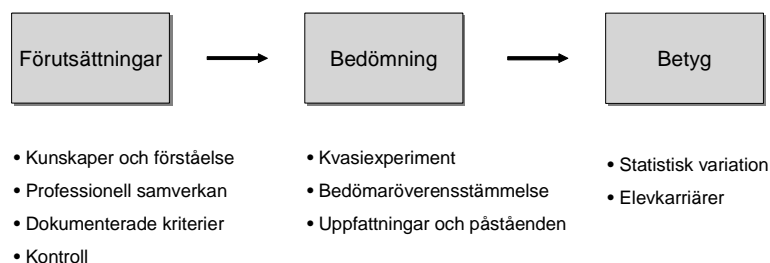 Förutsättningar
Bedömning
Betyg
• Kunskaper och förståelse
• Professionell samverkan
• Dokumenterade kriterier
• Kontroll
• Kvasiexperiment
• Bedömaröverensstämmelse
• Uppfattningar och påståenden
• Statistisk variation
• Elevkarriärer